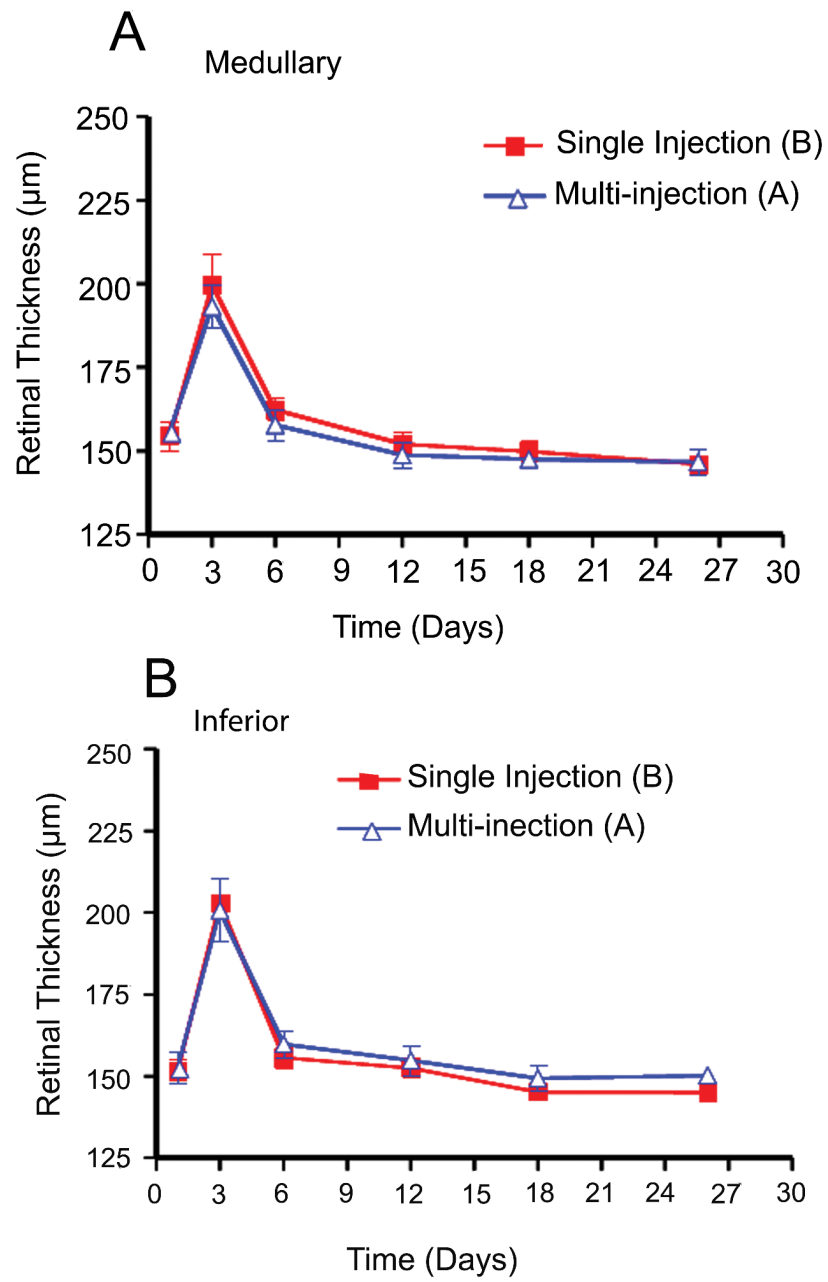 A
Medullary
250
225
200
175
150
125
Retinal Thickness (µm)
Single Injection (B)
Multi-injection (A)
0 3 6 9 12 15 18 21 24 27 30
Time (Days)
B
Inferior
250
225
200
175
150
125
Retinal Thickness (µm)
Single Injection (B)
Multi-inection (A)
0 3 6 9 12 15 18 21 24 27 30
Time (Days)